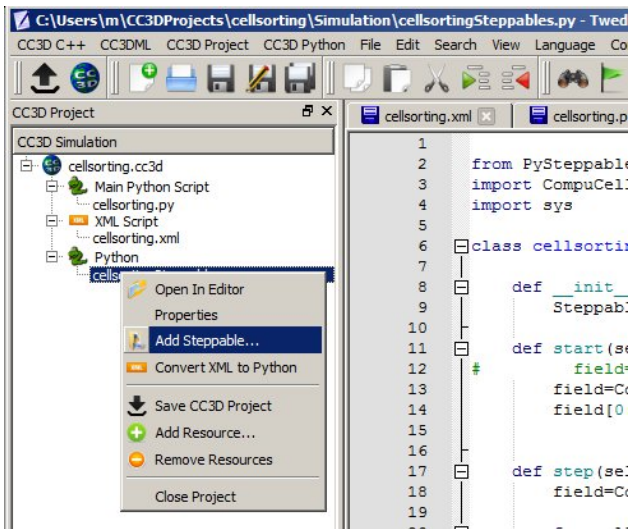 C:\Users\m\CC3DProjects\cellsorting\Simulation\cellsortingSteppables.py - Twed
CC3D C++ CC3DML CC3D Project CC3D Python File Edit Search View Language Co
CC3D Project
cellsorting.xml
cellsorting.p
CC3D Simulation
cellsorting.cc3d
Main Python Script
cellsorting.py
XML Script
cellsorting.xml
Python
Open In Editor
Properties
Add Steppable...
Convert XML to Python
Save CC3D Project
Add Resource...
Remove Resources
Close Project
1
2 from PySteppable
3 import CompuCell
4 import sys
5
6 class cellsortin
7
8 def __init__
9 Steppabl
10
11 def start(se
12 # field=
13 field=Co
14 field[0
15
16
17 def step(sel
18 field=Co
19